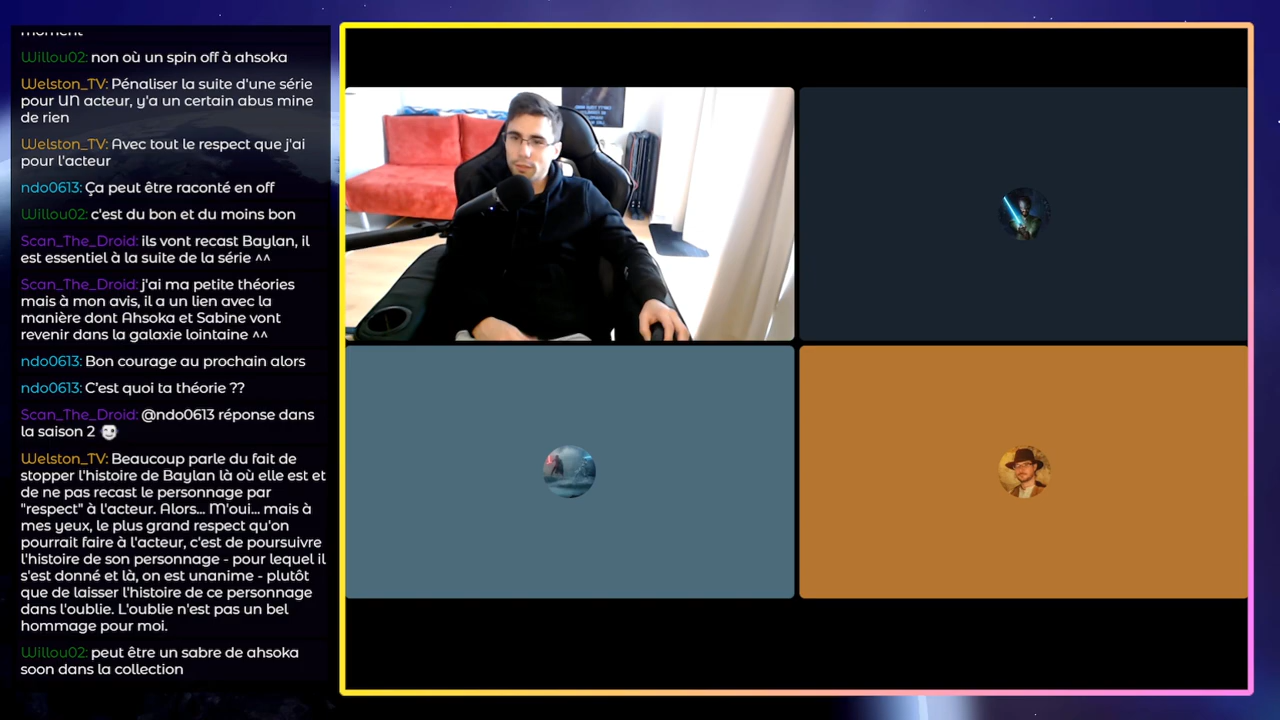 moment
Willou02: non où un spin off à ahsoka
Welston_TV: Pénaliser la suite d'une série
pour UN acteur, y'a un certain abus mine
de rien
Welston_TV: Avec tout le respect que j'ai
pour l'acteur
ndo0613: Ça peut être raconté en off
Willou02: c'est du bon et du moins bon
Scan_The_Droid: ils vont recast Baylan, il
est essentiel à la suite de la série ^^
Scan_The_Droid: j'ai ma petite théories
mais à mon avis, il a un lien avec la
manière dont Ahsoka et Sabine vont
revenir dans la galaxie lointaine ^^
ndo0613: Bon courage au prochain alors
ndo0613: C'est quoi ta théorie ??
Scan_The_Droid: @ndo0613 réponse dans
la saison 2
Welston_TV: Beaucoup parle du fait de
stopper l'histoire de Baylan là où elle est et
de ne pas recast le personnage par
"respect" à l'acteur. Alors... M'oui... mais à
mes yeux, le plus grand respect qu'on
pourrait faire à l'acteur, c'est de poursuivre
l'histoire de son personnage - pour lequel il
s'est donné et là, on est unanime - plutôt
que de laisser l'histoire de ce personnage
dans l'oublie. L'oublie n'est pas un bel
hommage pour moi.
Willou02: peut être un sabre de ahsoka
soon dans la collection